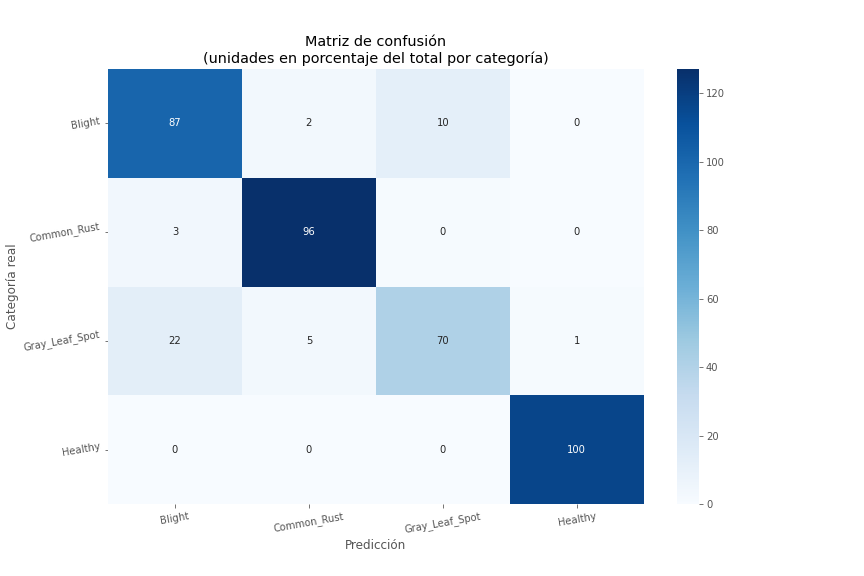 Matriz de confusión
(unidades en porcentaje del total por categoría)
Blight 87 2 10 0
Common_Rust 3 96 0 0
Gray_Leaf_Spot 22 5 70 1
Healthy 0 0 0 100
Blight Common_Rust Gray_Leaf_Spot Healthy
Predicción
Categoría real
120
100
80
60
40
20
0